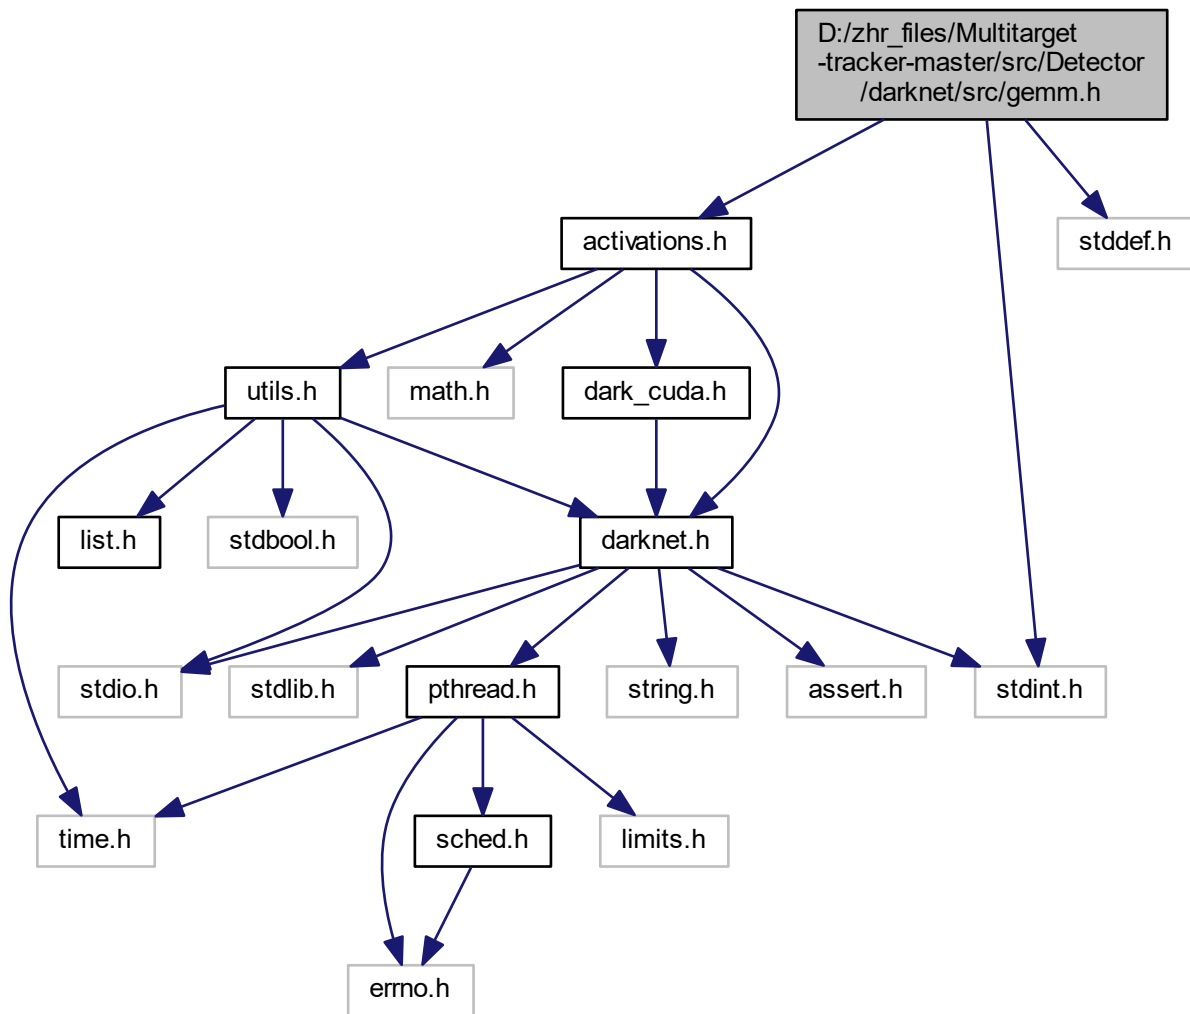 D:/zhr_files/Multitarget
-tracker-master/src/Detector
/darknet/src/gemm.h
activations.h
stddef.h
utils.h
math.h
dark_cuda.h
list.h
stdbool.h
darknet.h
stdio.h
stdlib.h
pthread.h
string.h
assert.h
stdint.h
time.h
sched.h
limits.h
errno.h